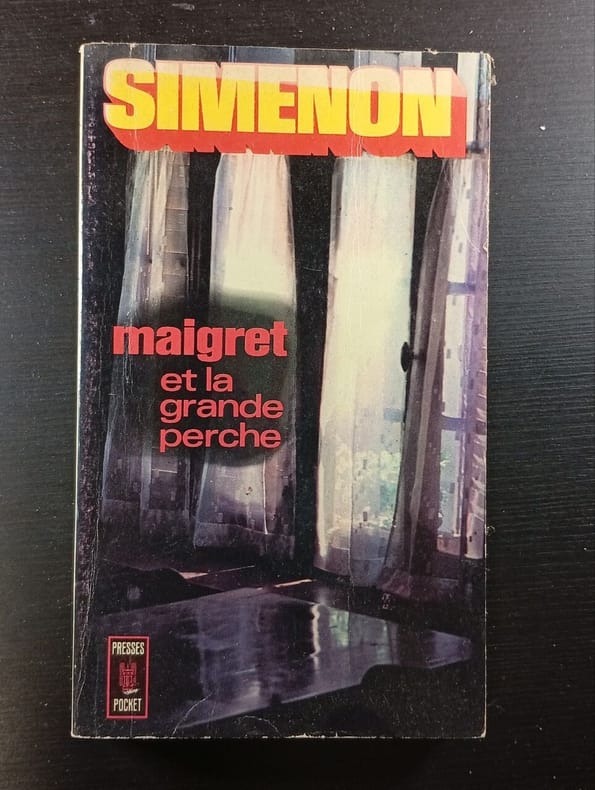 SIMENON
maigret
et la
grande
perche
PRESSES
POCKET